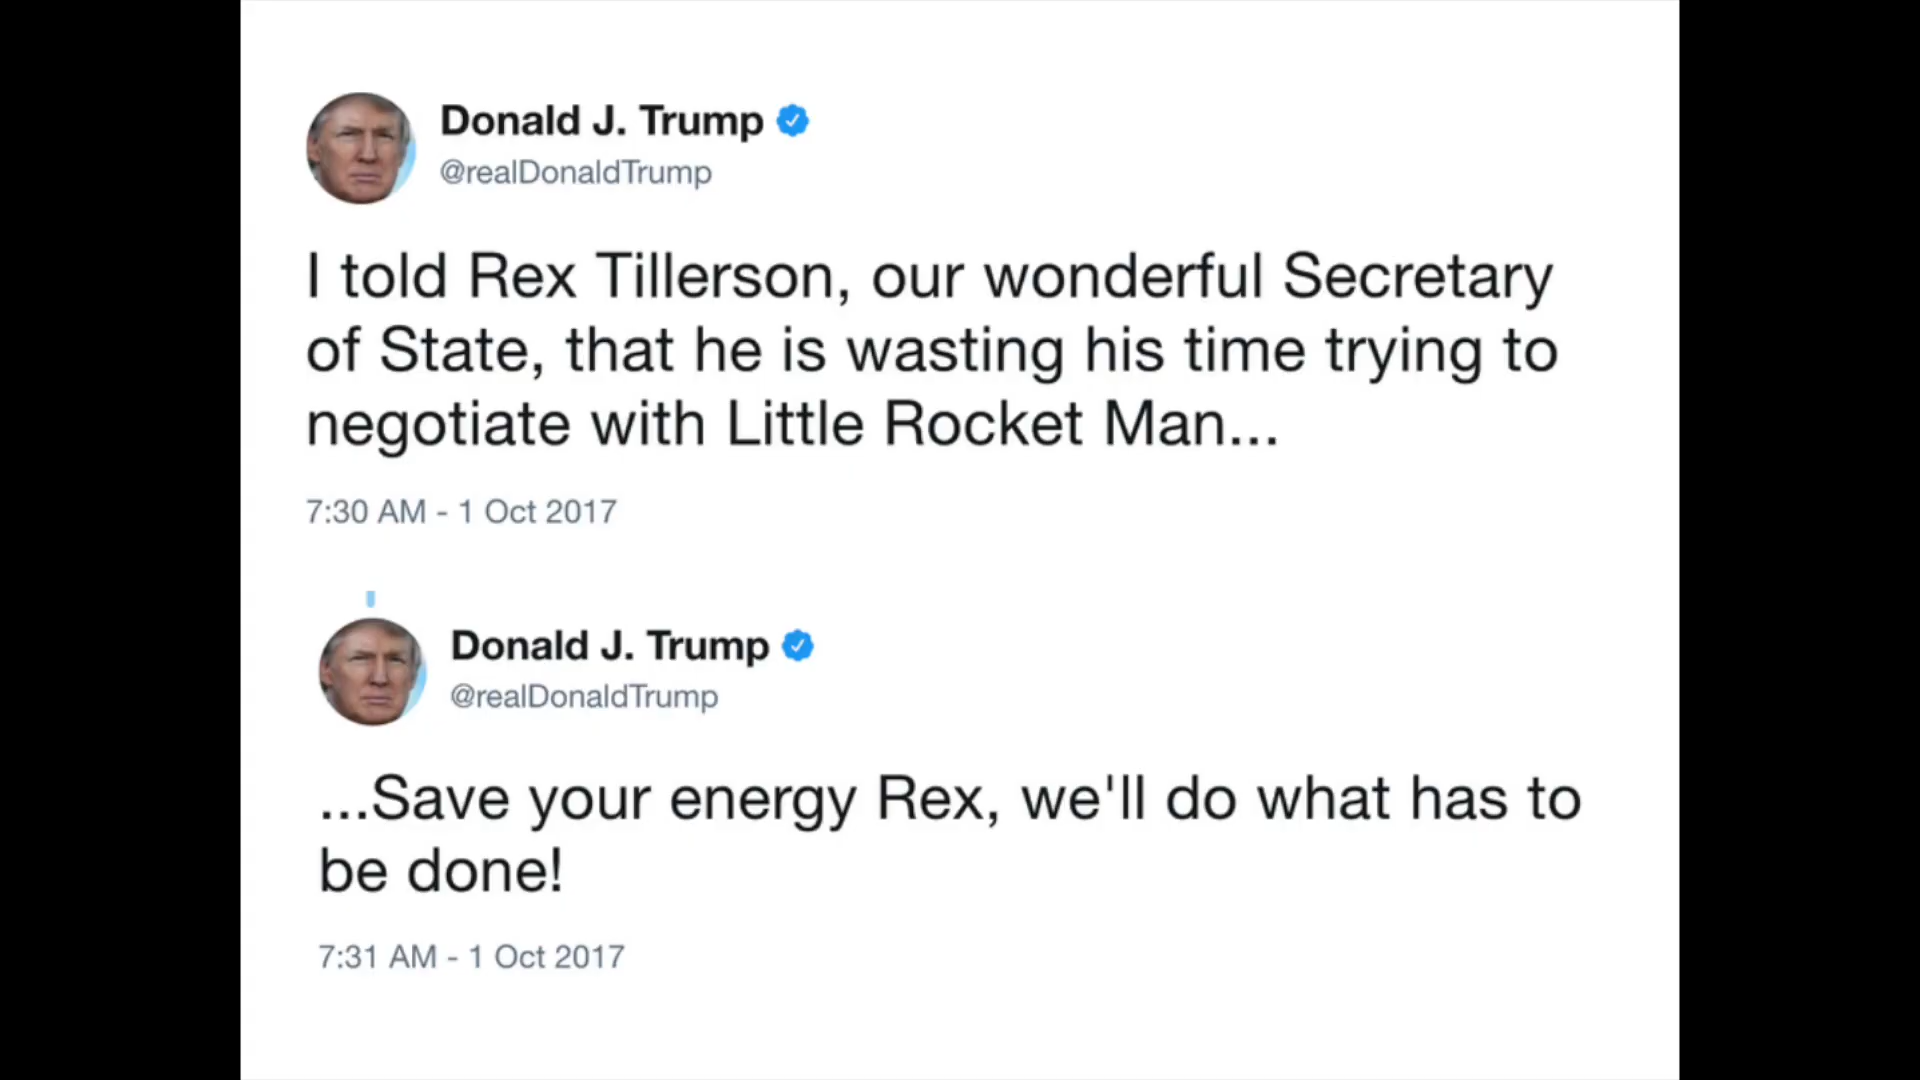 Donald J. Trump
@realDonaldTrump
I told Rex Tillerson, our wonderful Secretary
of State, that he is wasting his time trying to
negotiate with Little Rocket Man...
7:30 AM - 1 Oct 2017
Donald J. Trump
@realDonaldTrump
...Save your energy Rex, we'll do what has to
be done!
7:31 AM - 1 Oct 2017